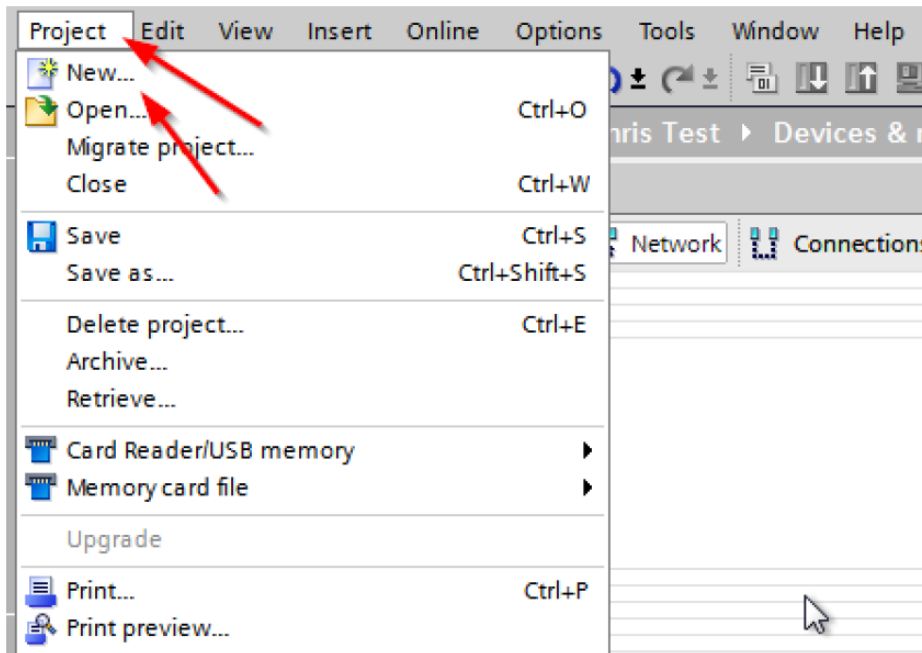 Project Edit View Insert Online Options Tools Window Help
New...
Open... Ctrl+O
hris Test Devices &
Migrate project...
Close Ctrl+W
Save Ctrl+S
Network Connections
Save as... Ctrl+Shift+S
Delete project... Ctrl+E
Archive...
Retrieve...
Card Reader/USB memory
Memory card file
Upgrade
Print... Ctrl+P
Print preview...